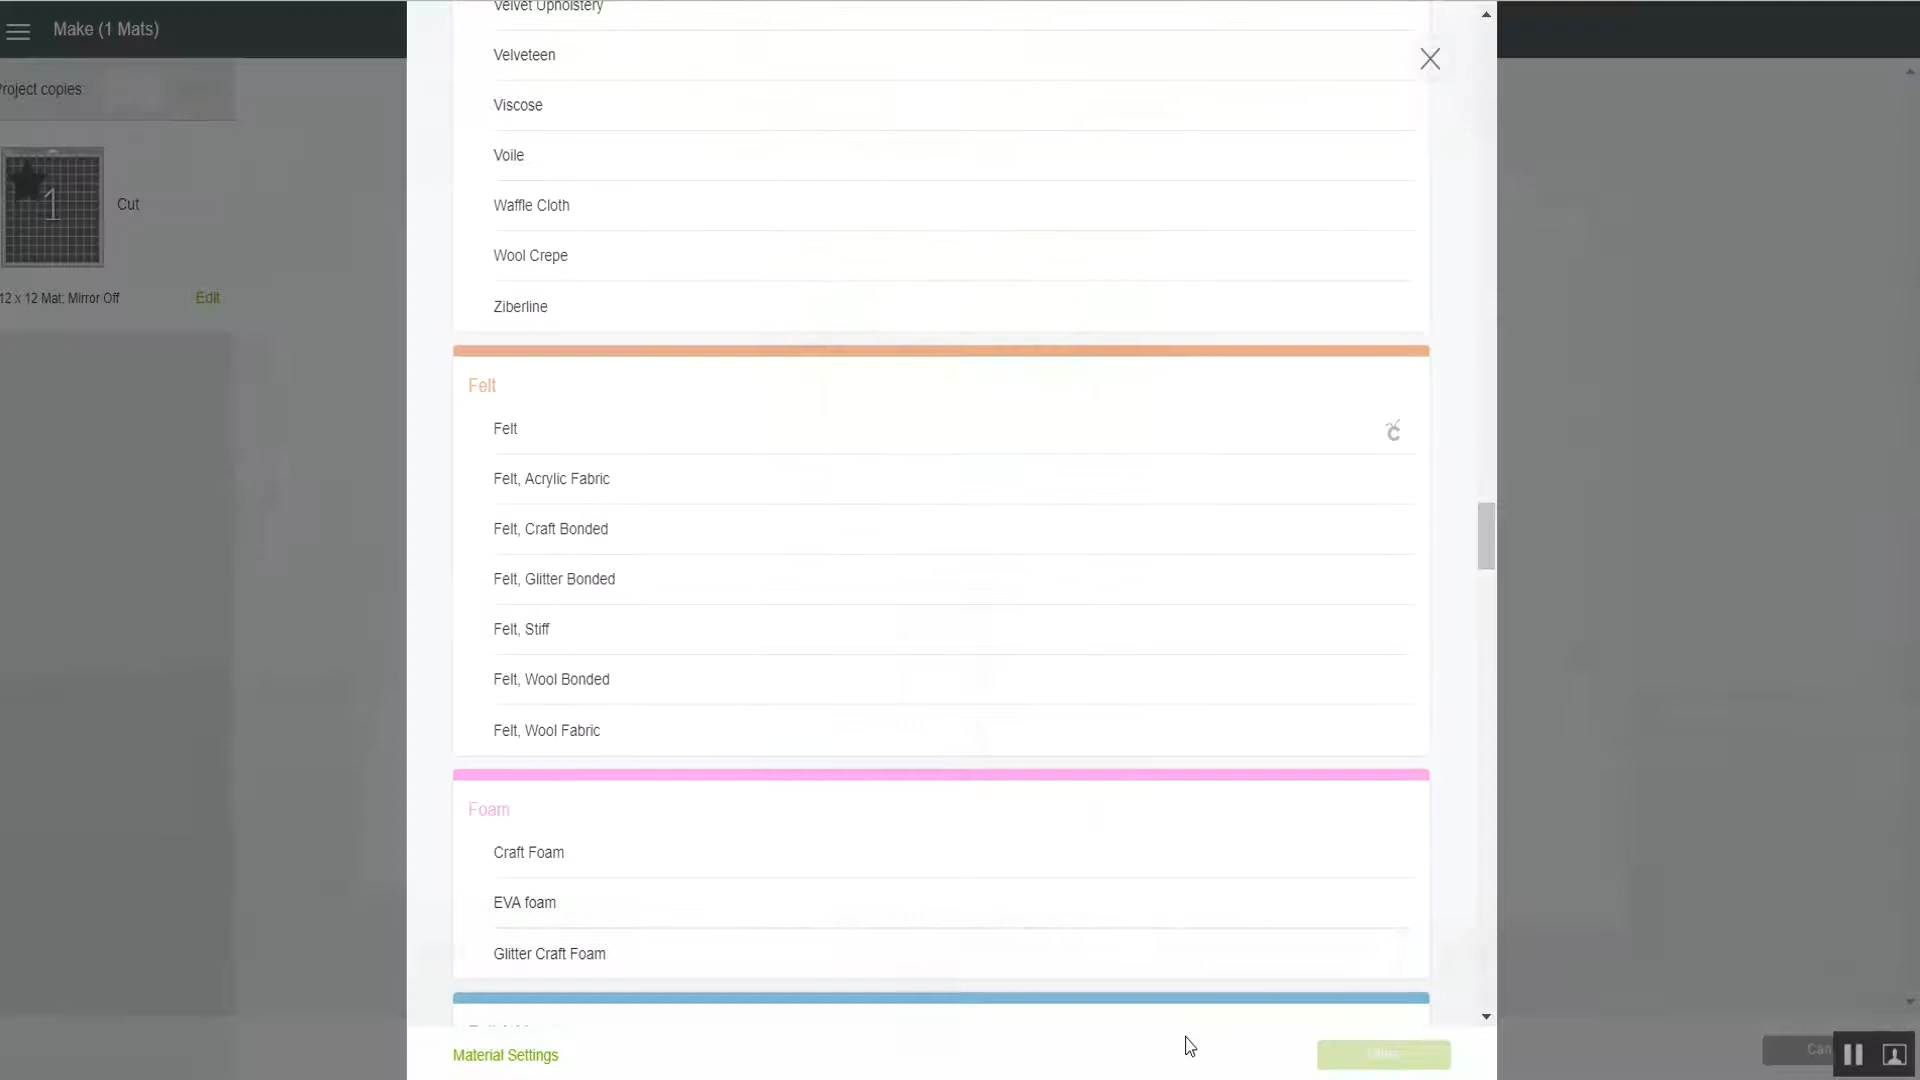 Make (1 Mats)
Project copies:
1
Cut
12 x 12 Mat: Mirror Off
Edit
Velvet Upholstery
Velveteen
Viscose
Voile
Waffle Cloth
Wool Crepe
Ziberline
Felt
Felt
Felt, Acrylic Fabric
Felt, Craft Bonded
Felt, Glitter Bonded
Felt, Stiff
Felt, Wool Bonded
Felt, Wool Fabric
Foam
Craft Foam
EVA foam
Glitter Craft Foam
Material Settings
Can